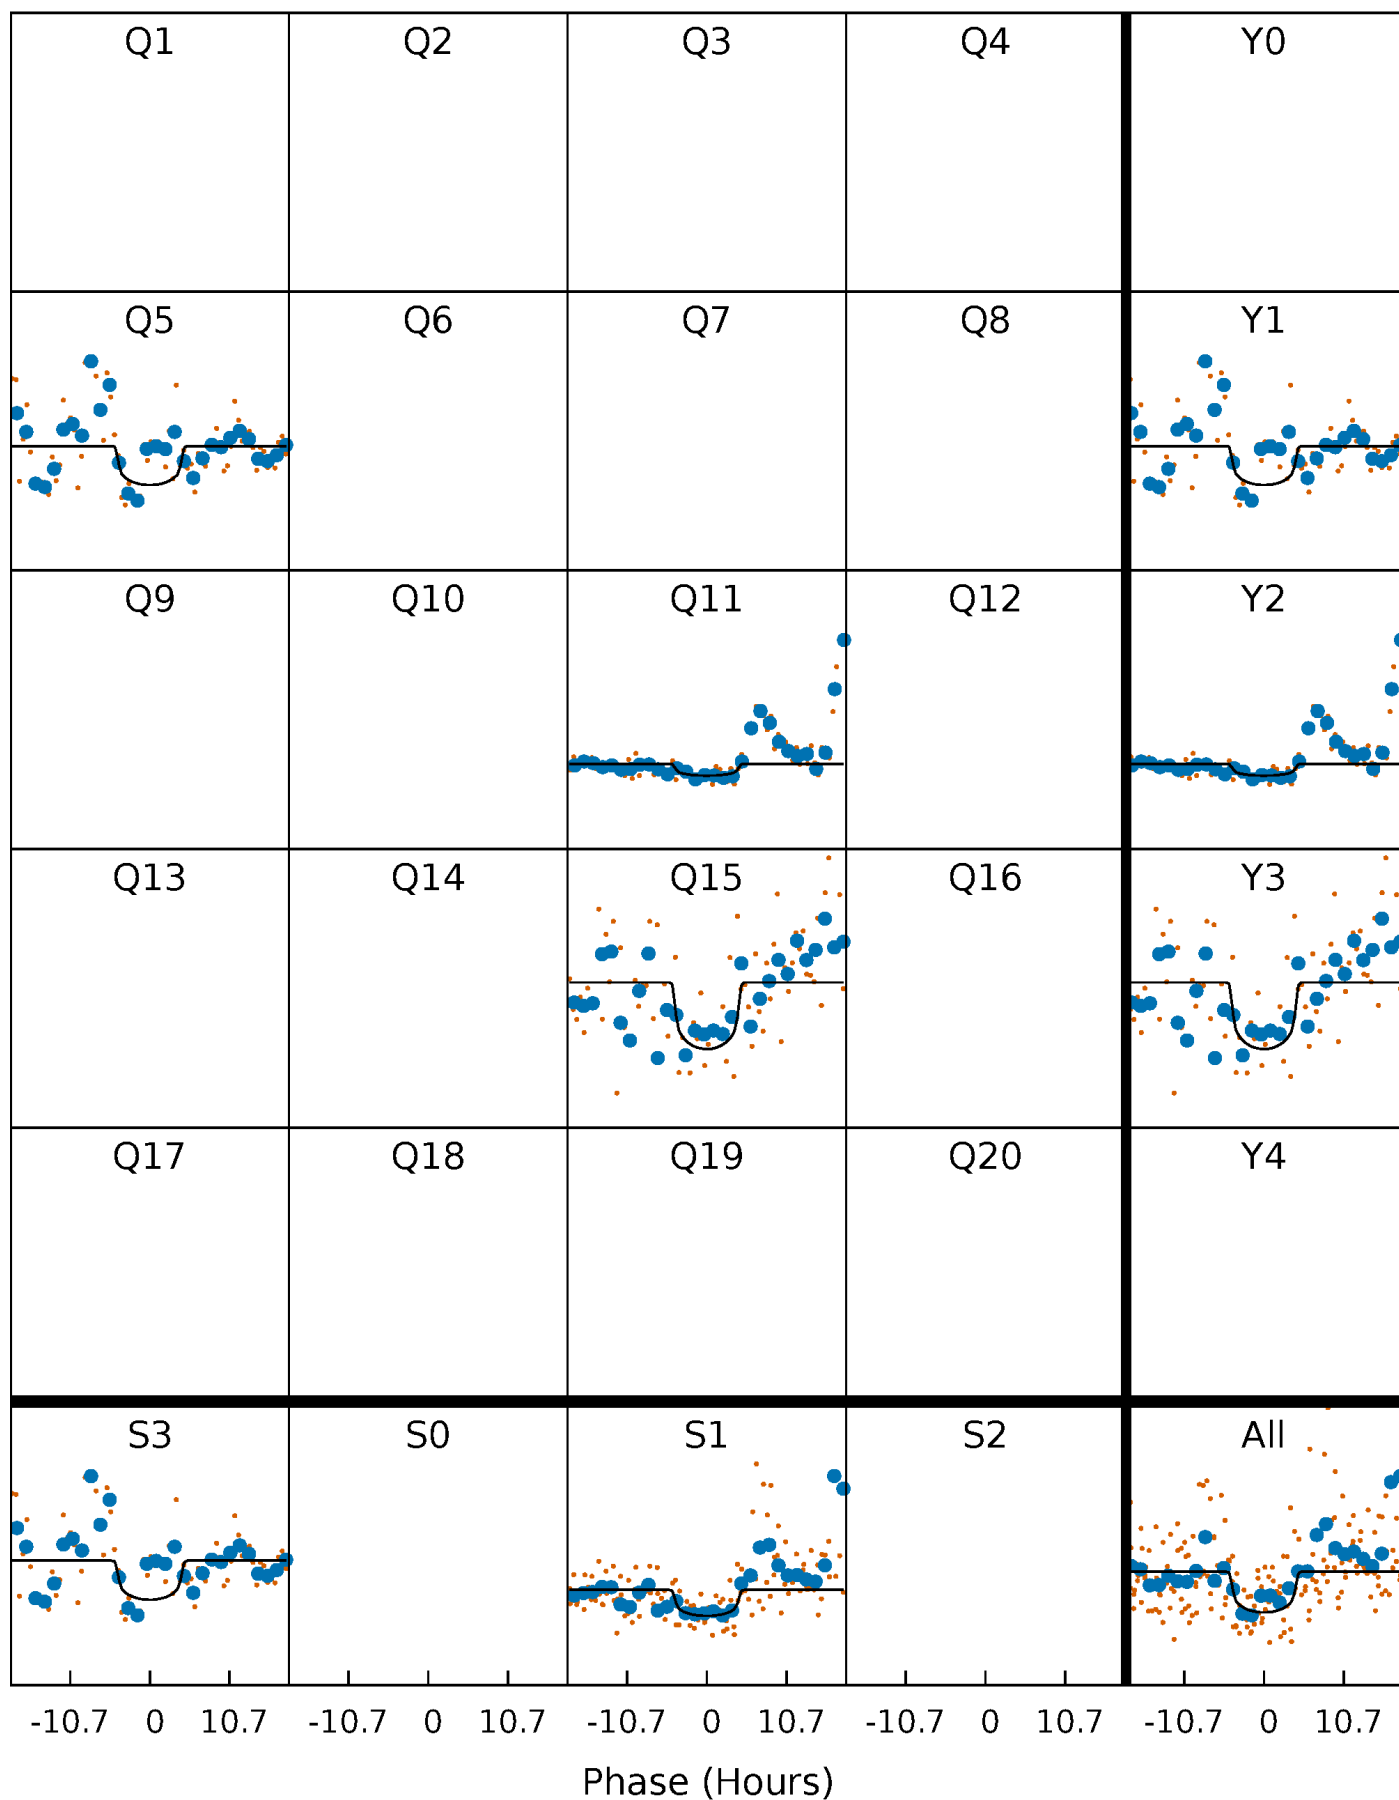 Q1 Q2 Q3 Q4 Y0
Q5 Q6 Q7 Q8 Y1
Q9 Q10 Q11 Q12 Y2
Q13 Q14 Q15 Q16 Y3
Q17 Q18 Q19 Q20 Y4
S3 S0 S1 S2 All
-10.7 0 10.7 -10.7 0 10.7 -10.7 0 10.7 -10.7 0 10.7 -10.7 0 10.7
Phase (Hours)